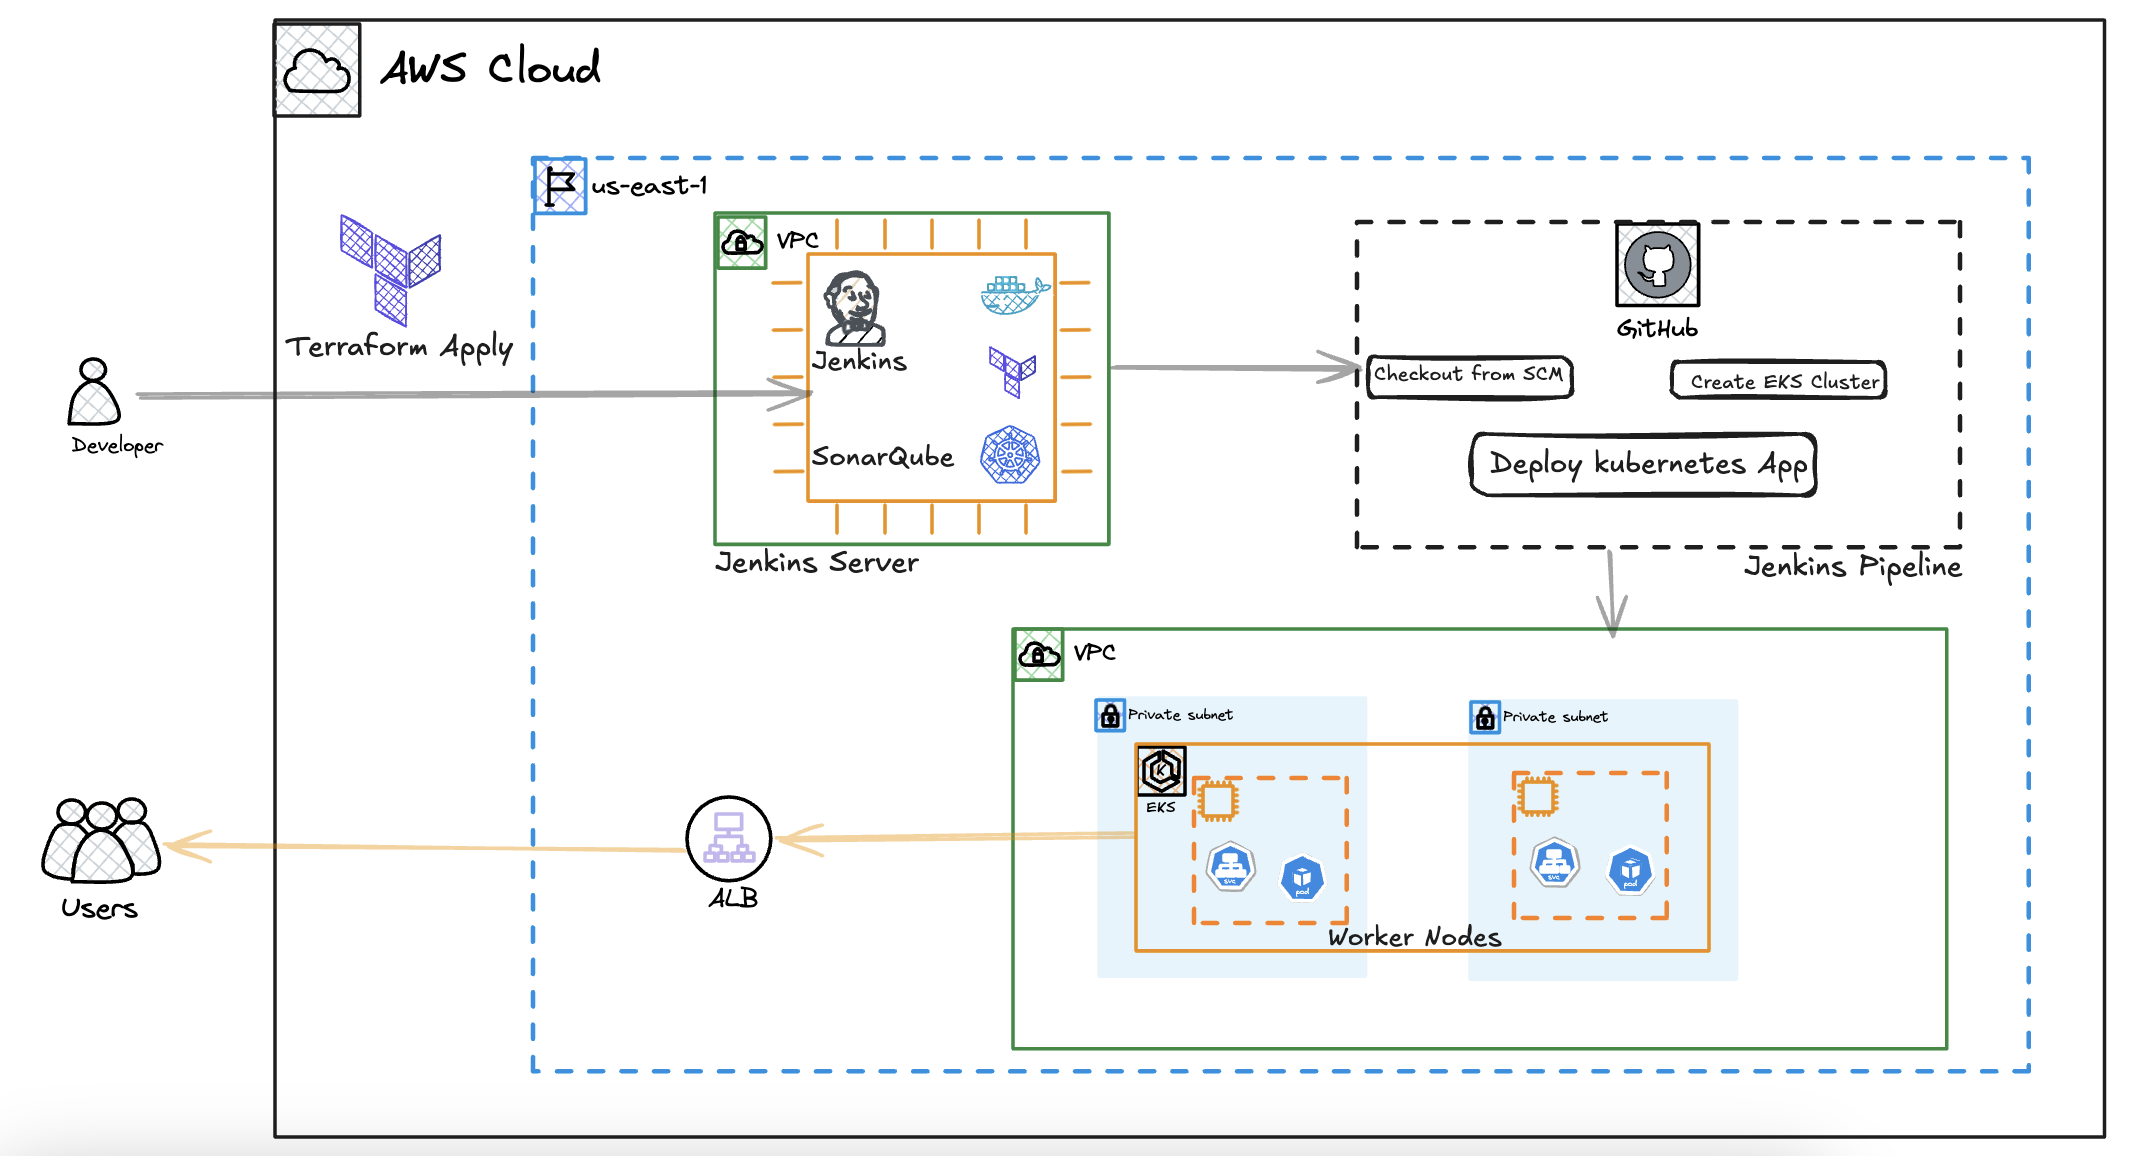 AWS Cloud
us-east-1
VPC
Terraform Apply
Jenkins
SonarQube
Jenkins Server
Developer
GitHub
Checkout from SCM
Create EKS Cluster
Deploy kubernetes App
Jenkins Pipeline
VPC
Private subnet
Private subnet
EKS
svc
pod
svc
pod
Worker Nodes
ALB
Users